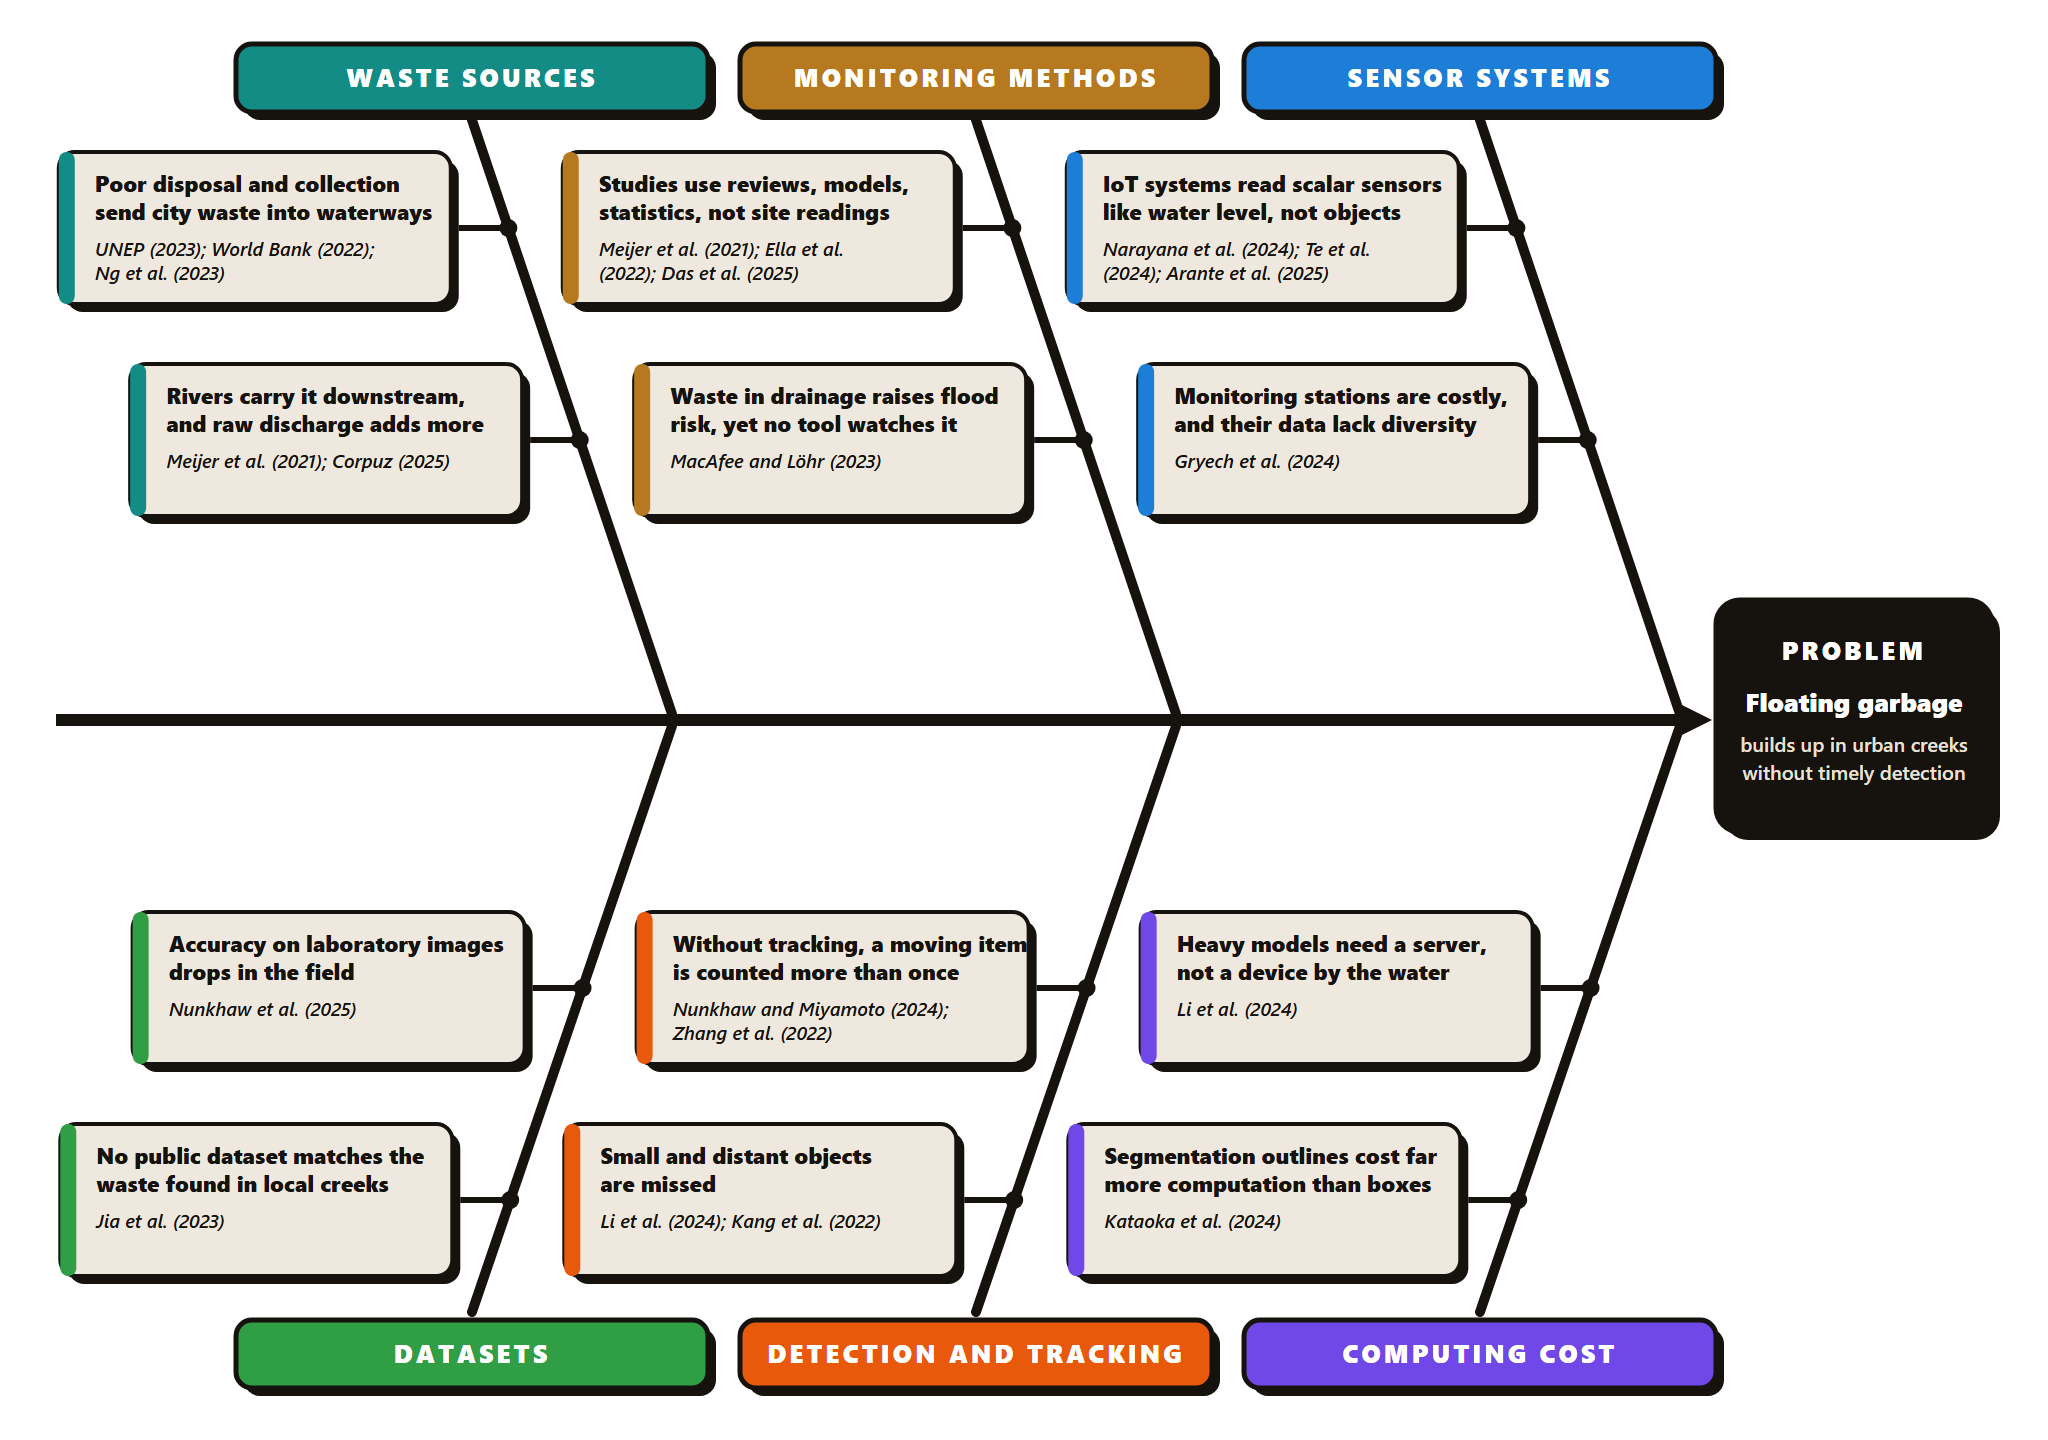 WASTE SOURCES
Poor disposal and collection
send city waste into waterways
UNEP (2023); World Bank (2022);
Ng et al. (2023)
Rivers carry it downstream,
and raw discharge adds more
Meijer et al. (2021); Corpuz (2025)
MONITORING METHODS
Studies use reviews, models,
statistics, not site readings
Meijer et al. (2021); Ella et al.
(2022); Das et al. (2025)
Waste in drainage raises flood
risk, yet no tool watches it
MacAfee and Löhr (2023)
SENSOR SYSTEMS
IoT systems read scalar sensors
like water level, not objects
Narayana et al. (2024); Te et al.
(2024); Arante et al. (2025)
Monitoring stations are costly,
and their data lack diversity
Gryech et al. (2024)
PROBLEM
Floating garbage
builds up in urban creeks
without timely detection
Accuracy on laboratory images
drops in the field
Nunkhaw et al. (2025)
No public dataset matches the
waste found in local creeks
Jia et al. (2023)
DATASETS
Without tracking, a moving item
is counted more than once
Nunkhaw and Miyamoto (2024);
Zhang et al. (2022)
Small and distant objects
are missed
Li et al. (2024); Kang et al. (2022)
DETECTION AND TRACKING
Heavy models need a server,
not a device by the water
Li et al. (2024)
Segmentation outlines cost far
more computation than boxes
Kataoka et al. (2024)
COMPUTING COST